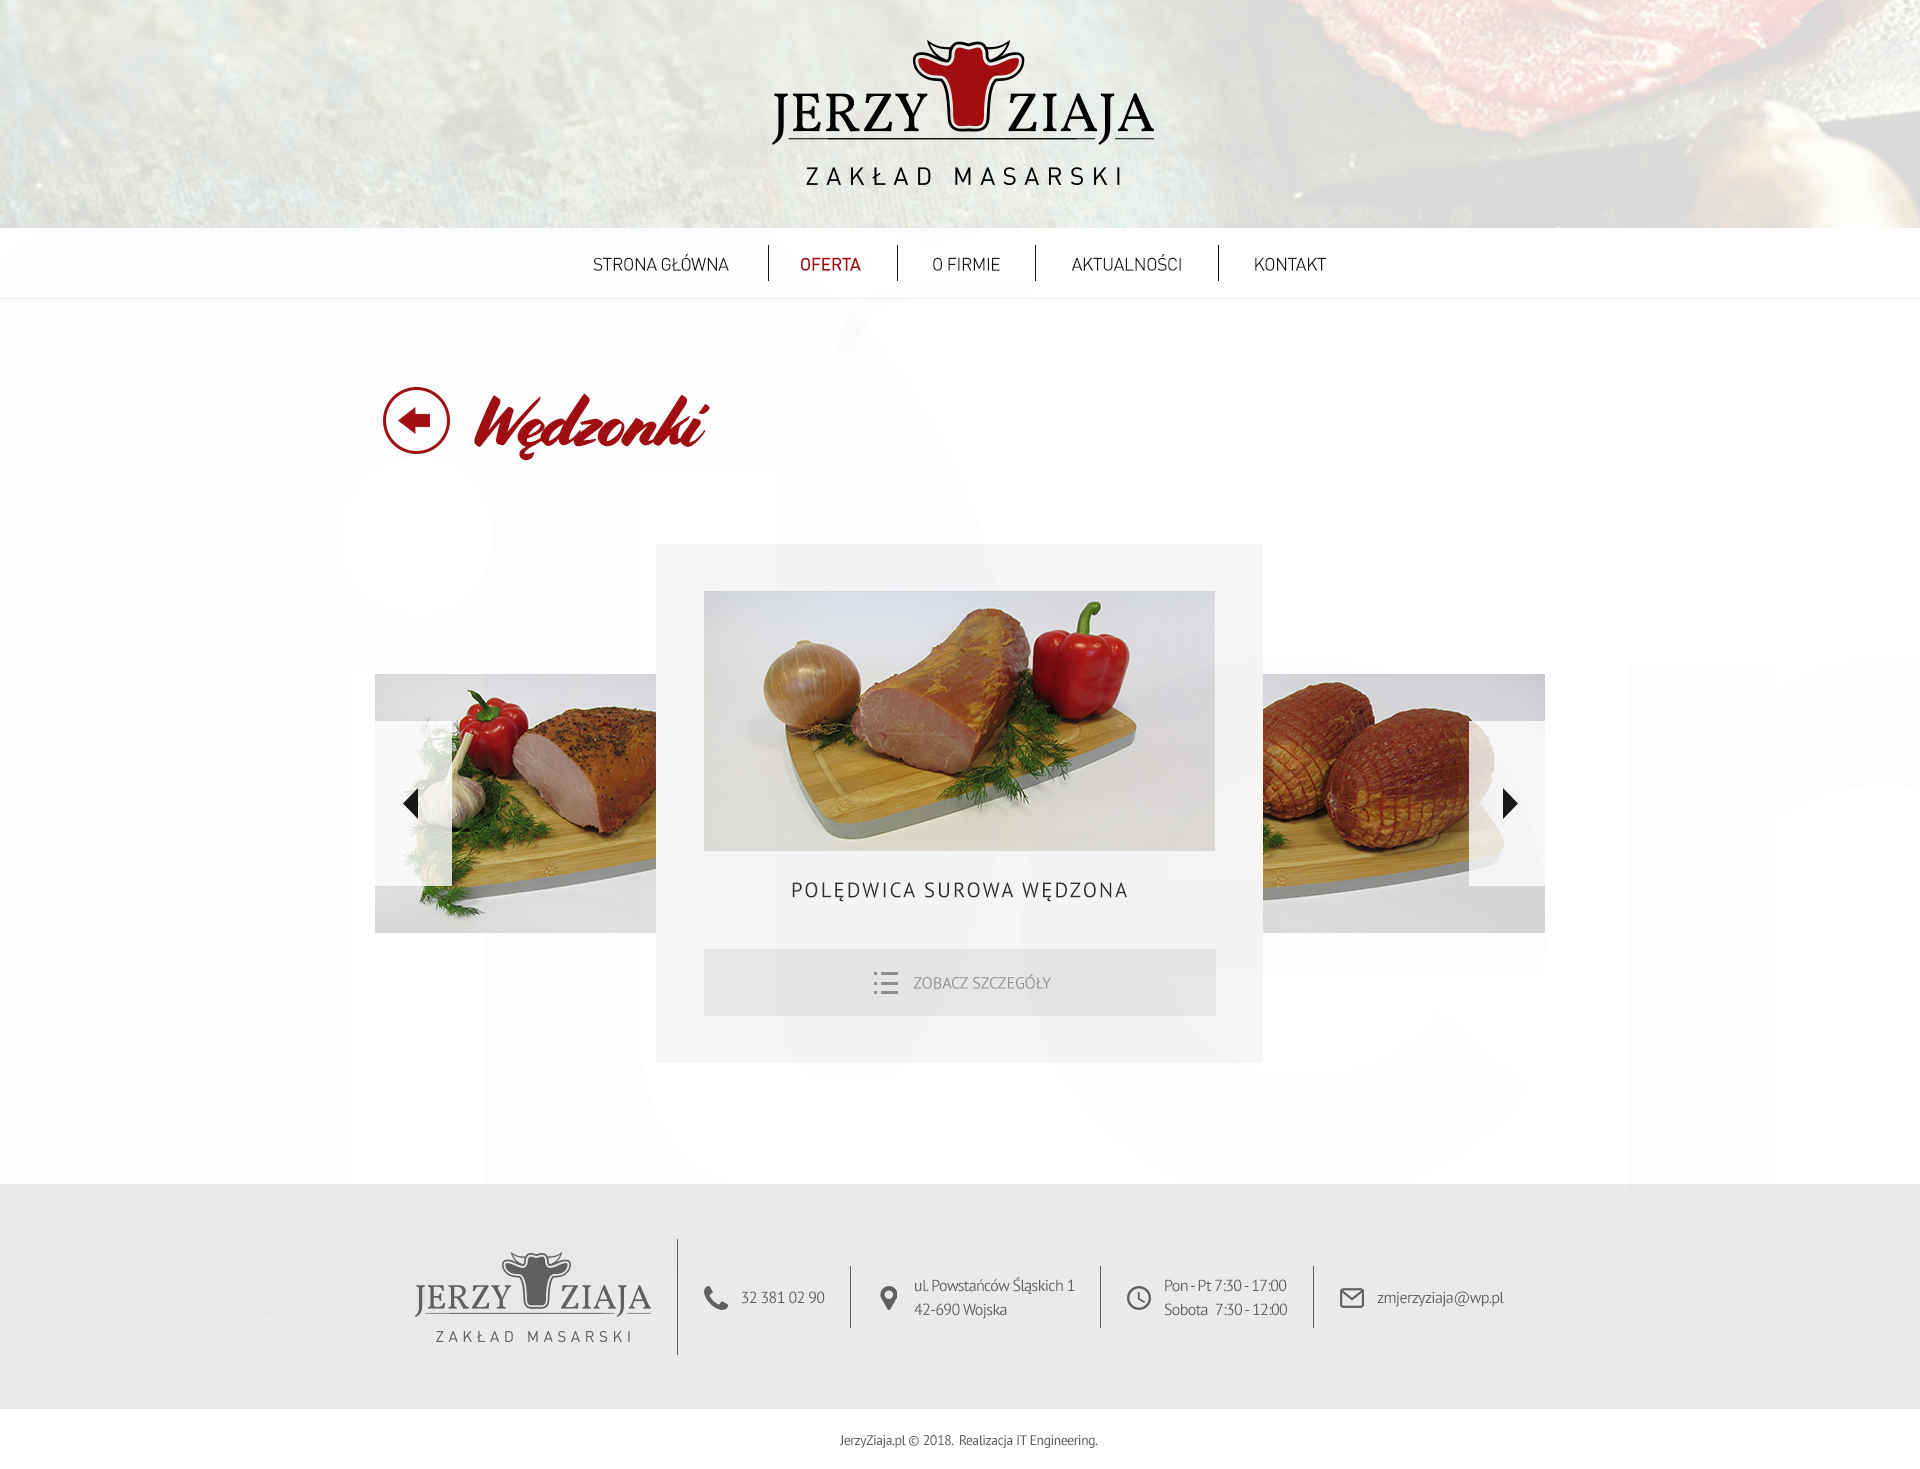 JERZY ZIAJA
ZAKŁAD MASARSKI
STRONA GŁÓWNA
OFERTA
O FIRMIE
AKTUALNOŚCI
KONTAKT
Wędzonki
POLĘDWICA SUROWA WĘDZONA
ZOBACZ SZCZEGÓŁY
JERZY ZIAJA
ZAKŁAD MASARSKI
32 381 02 90
ul. Powstańców Śląskich 1
42-690 Wojska
Pon - Pt 7:30 - 17:00
Sobota 7:30 - 12:00
zmjerzyziaja@wp.pl
JerzyZiaja.pl © 2018. Realizacja IT Engineering.